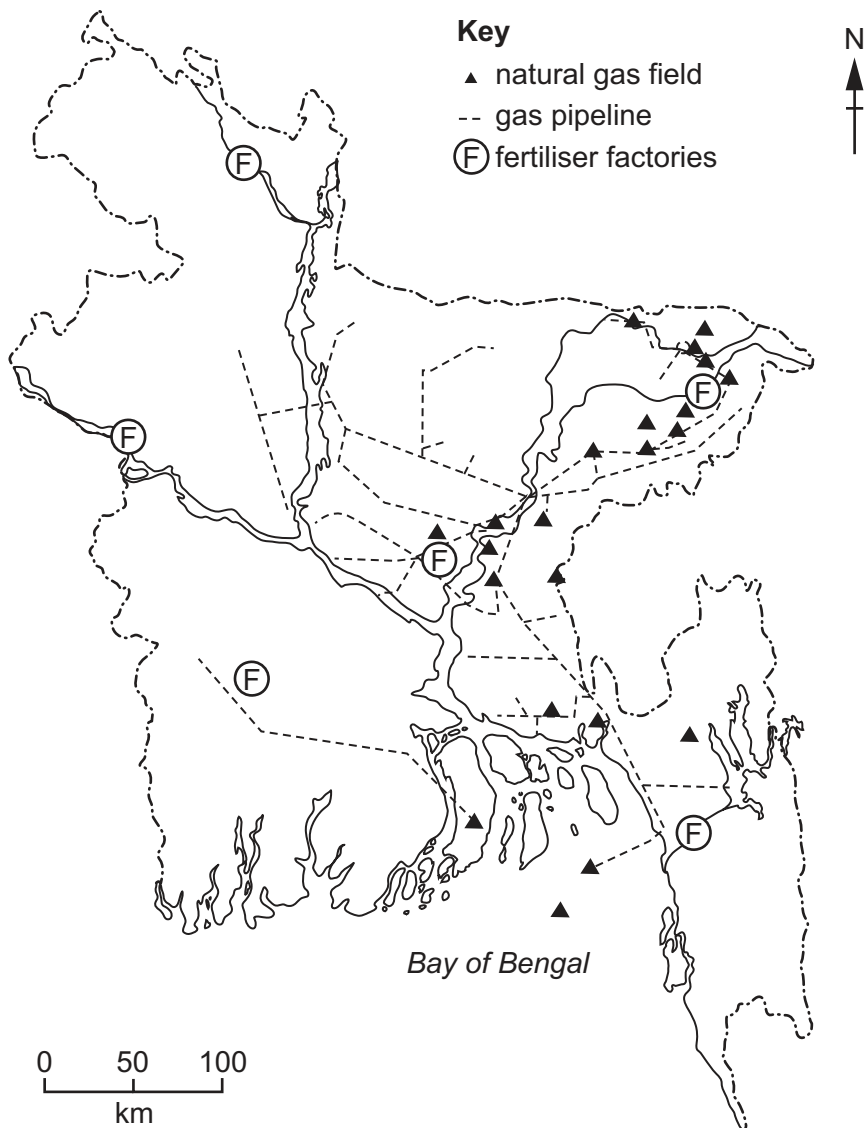 Key
natural gas field
gas pipeline
F fertiliser factories
N
F
F
F
F
F
F
Bay of Bengal
0 50 100
km